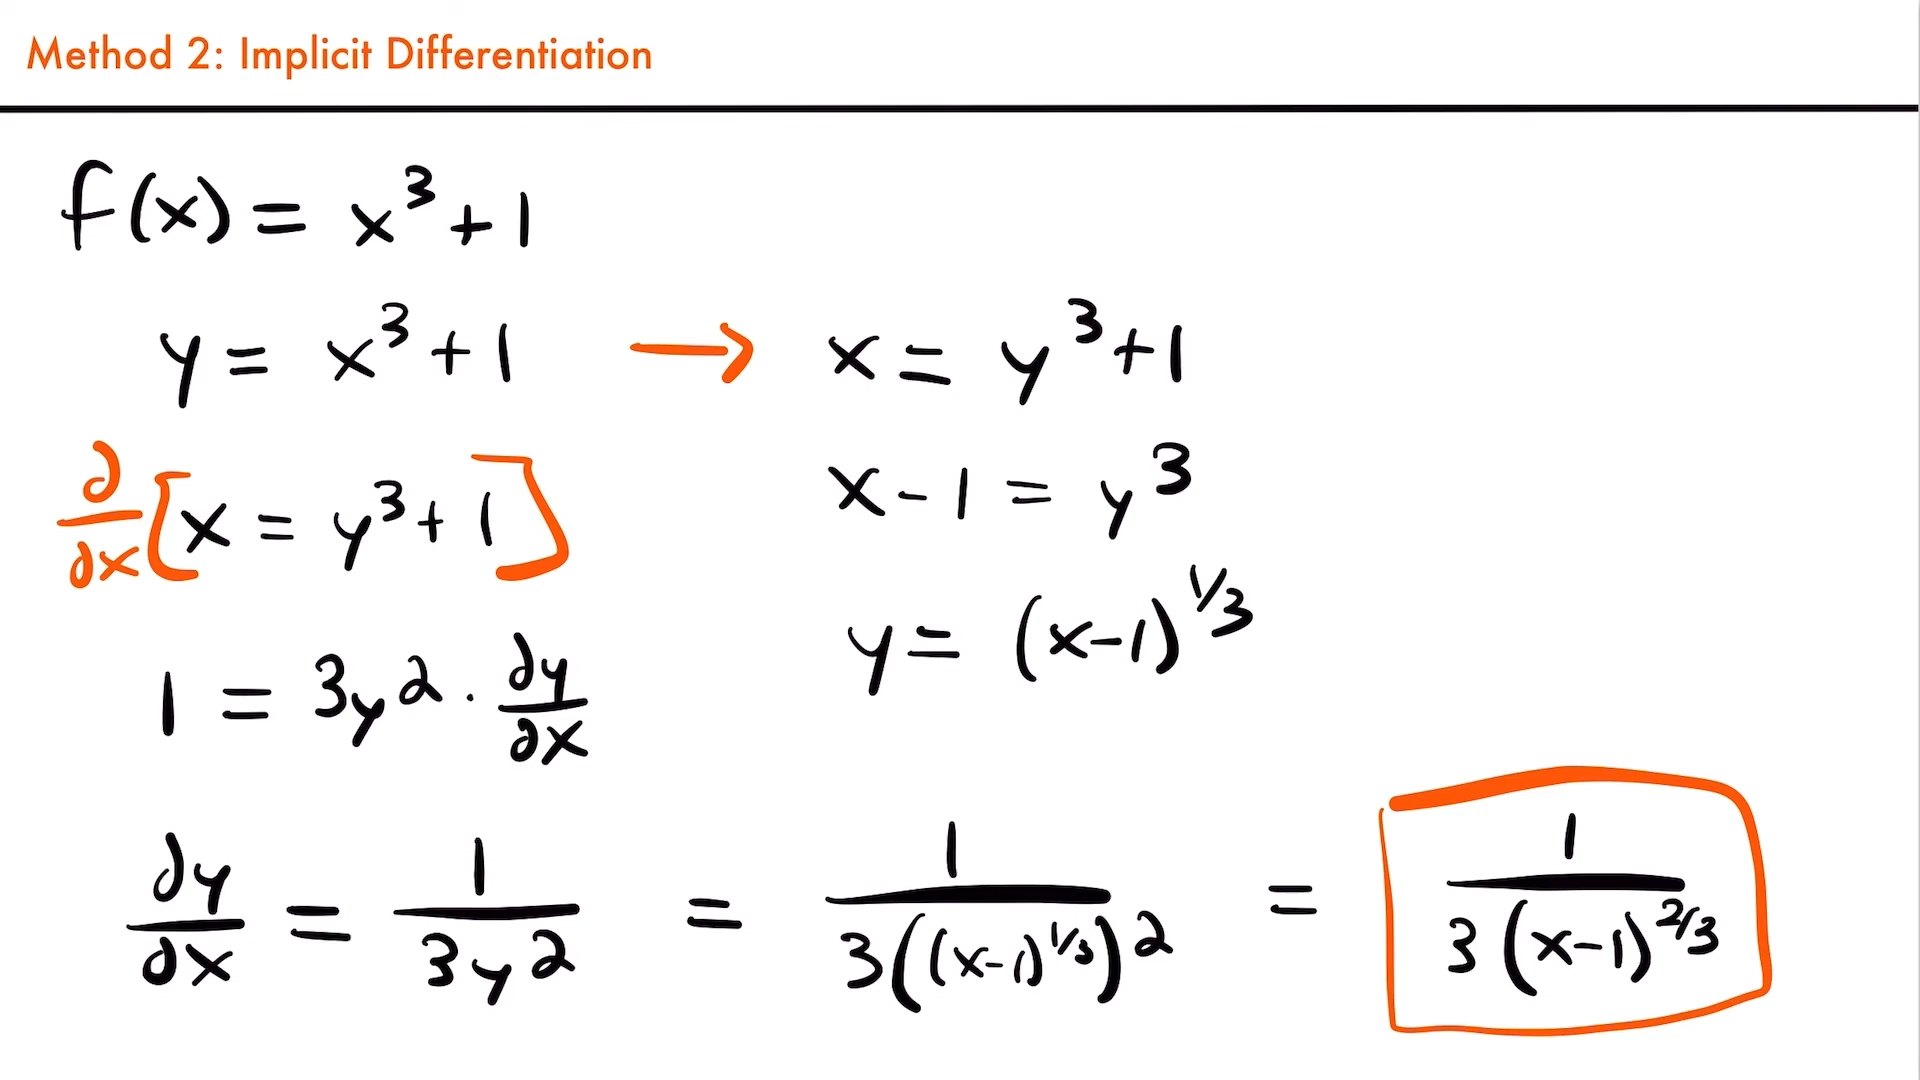 Method 2: Implicit Differentiation
f(x) = x³ + 1
y = x³ + 1 → x = y³ + 1
∂/∂x [x = y³ + 1]
x - 1 = y³
y = (x-1)^1/3
1 = 3y² · ∂y/∂x
∂y/∂x = 1/3y² = 1/3((x-1)^1/3)² = 1/3(x-1)^2/3